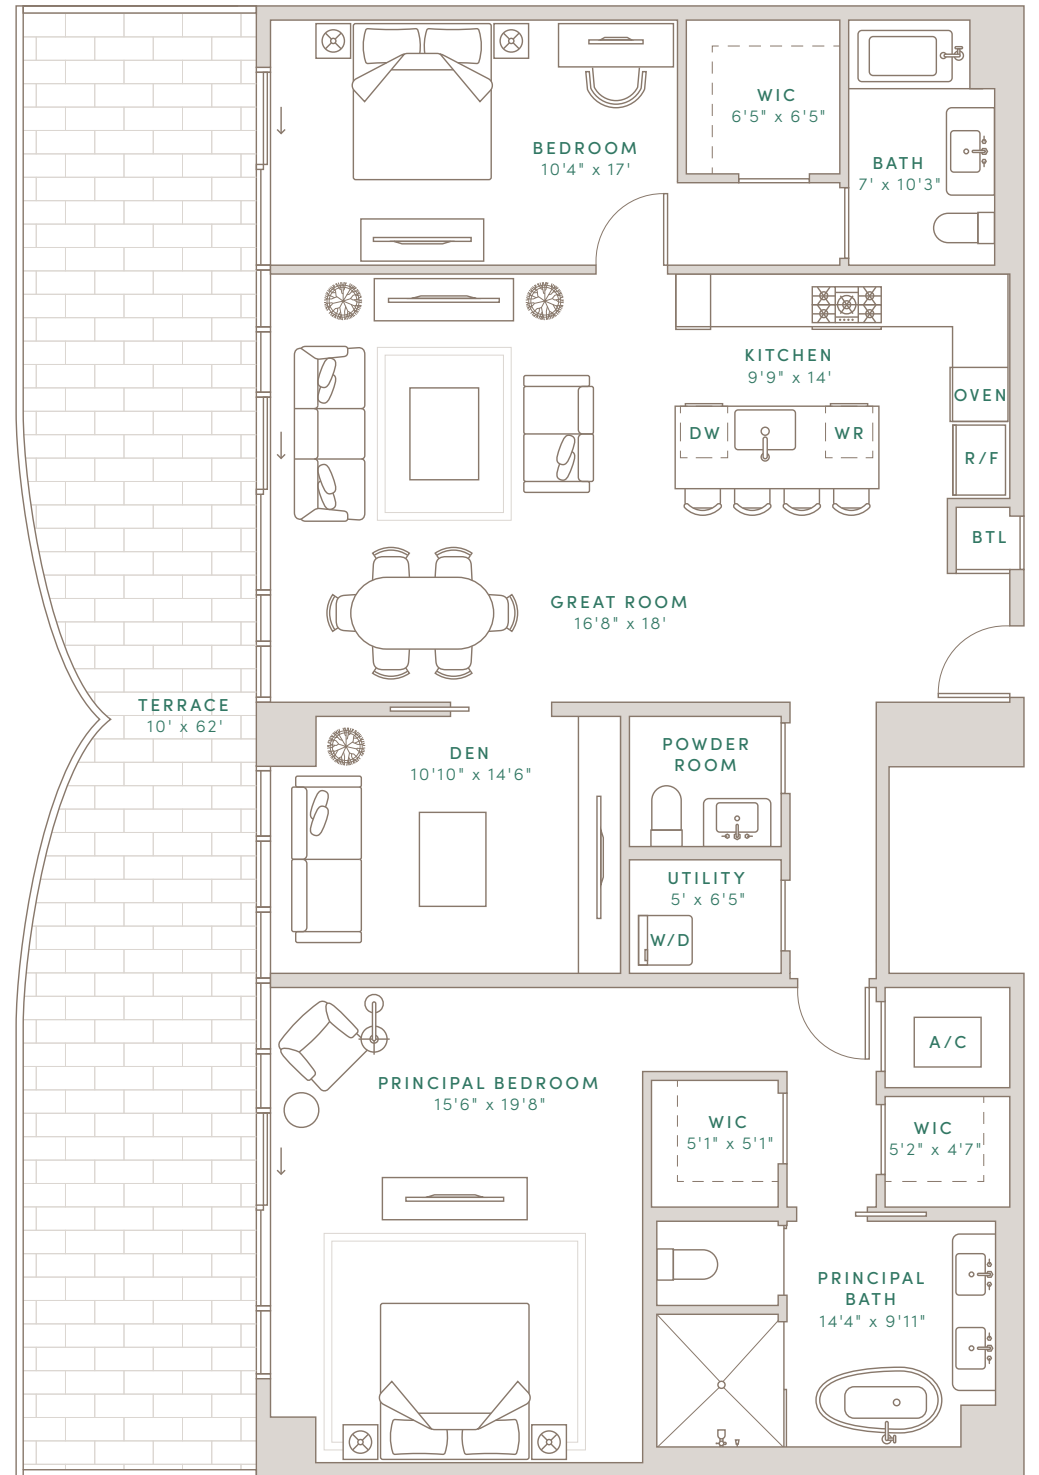 WIC
6'5" x 6'5"
BEDROOM
10'4" x 17'
BATH
7' x 10'3"
KITCHEN
9'9" x 14'
OVEN
DW
WR
R/F
BTL
GREAT ROOM
16'8" x 18'
TERRACE
10' x 62'
DEN
10'10" x 14'6"
POWDER
ROOM
UTILITY
5' x 6'5"
W/D
A/C
PRINCIPAL BEDROOM
15'6" x 19'8"
WIC
5'1" x 5'1"
WIC
5'2" x 4'7"
PRINCIPAL
BATH
14'4" x 9'11"